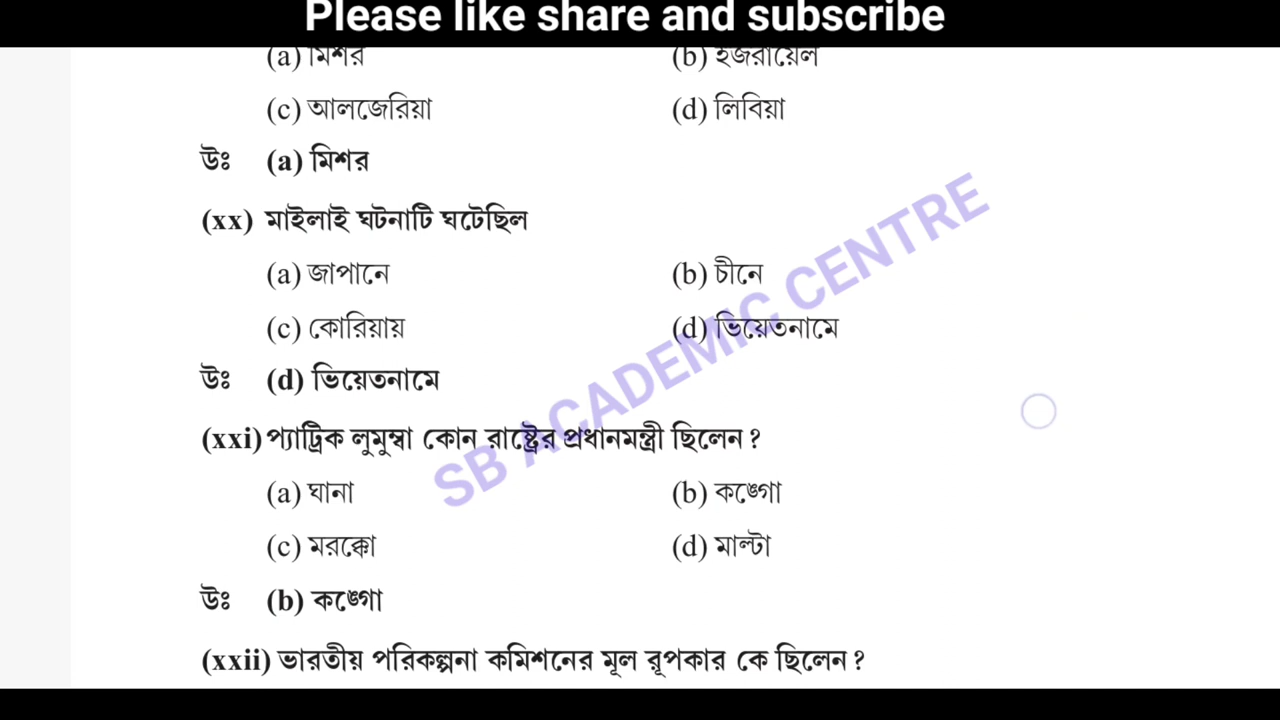 Please like share and subscribe
(a) মিশর (b) ইজরায়েল
(c) আলজেরিয়া (d) লিবিয়া
উঃ (a) মিশর
(xx) মাইলাই ঘটনাটি ঘটেছিল
(a) জাপানে (b) চীনে
(c) কোরিয়ায় (d) ভিয়েতনামে
উঃ (d) ভিয়েতনামে
(xxi) প্যাট্রিক লুমুম্বা কোন রাষ্ট্রের প্রধানমন্ত্রী ছিলেন ?
(a) ঘানা (b) কঙ্গো
(c) মরক্কো (d) মাল্টা
উঃ (b) কঙ্গো
(xxii) ভারতীয় পরিকল্পনা কমিশনের মূল রূপকার কে ছিলেন ?
SB ACADEMIC CENTRE